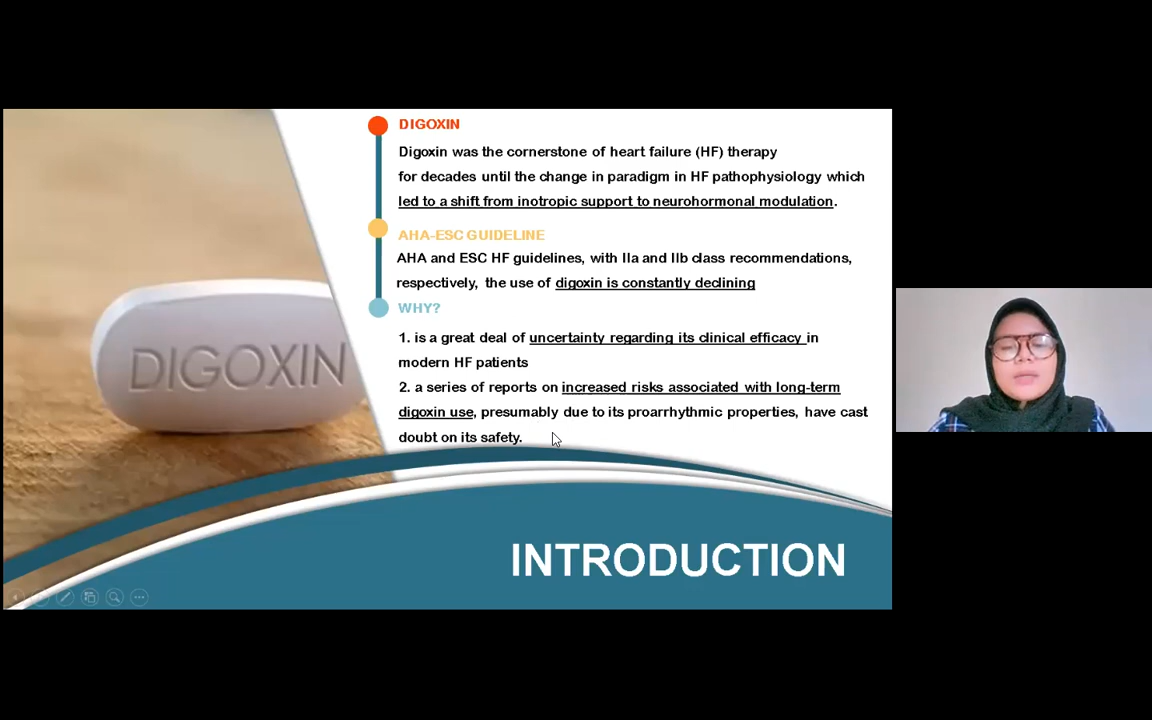 DIGOXIN
DIGOXIN
Digoxin was the cornerstone of heart failure (HF) therapy
for decades until the change in paradigm in HF pathophysiology which
led to a shift from inotropic support to neurohormonal modulation.
AHA-ESC GUIDELINE
AHA and ESC HF guidelines, with IIa and IIb class recommendations,
respectively, the use of digoxin is constantly declining
WHY?
1. is a great deal of uncertainty regarding its clinical efficacy in
modern HF patients
2. a series of reports on increased risks associated with long-term
digoxin use, presumably due to its proarrhythmic properties, have cast
doubt on its safety.
INTRODUCTION